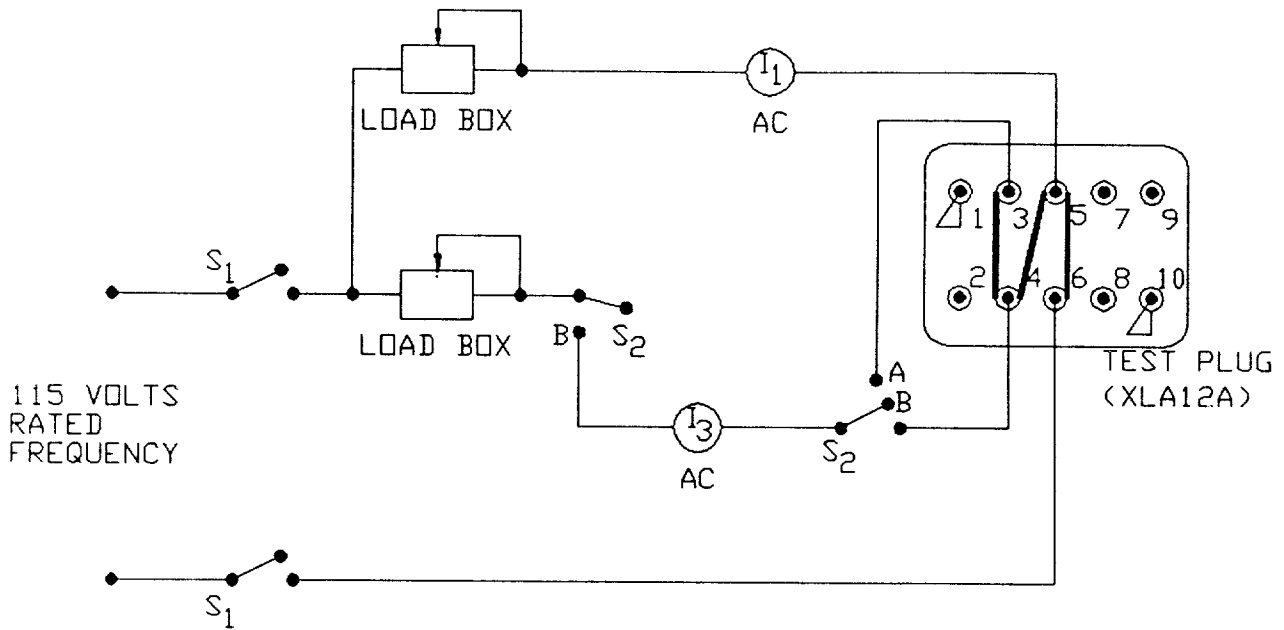 I1
AC
LOAD BOX
1 3 5 7 9
2 4 6 8 10
S1
LOAD BOX
B
S2
TEST PLUG
(XLA12A)
A
B
115 VOLTS
RATED
FREQUENCY
I3
AC
S2
S1